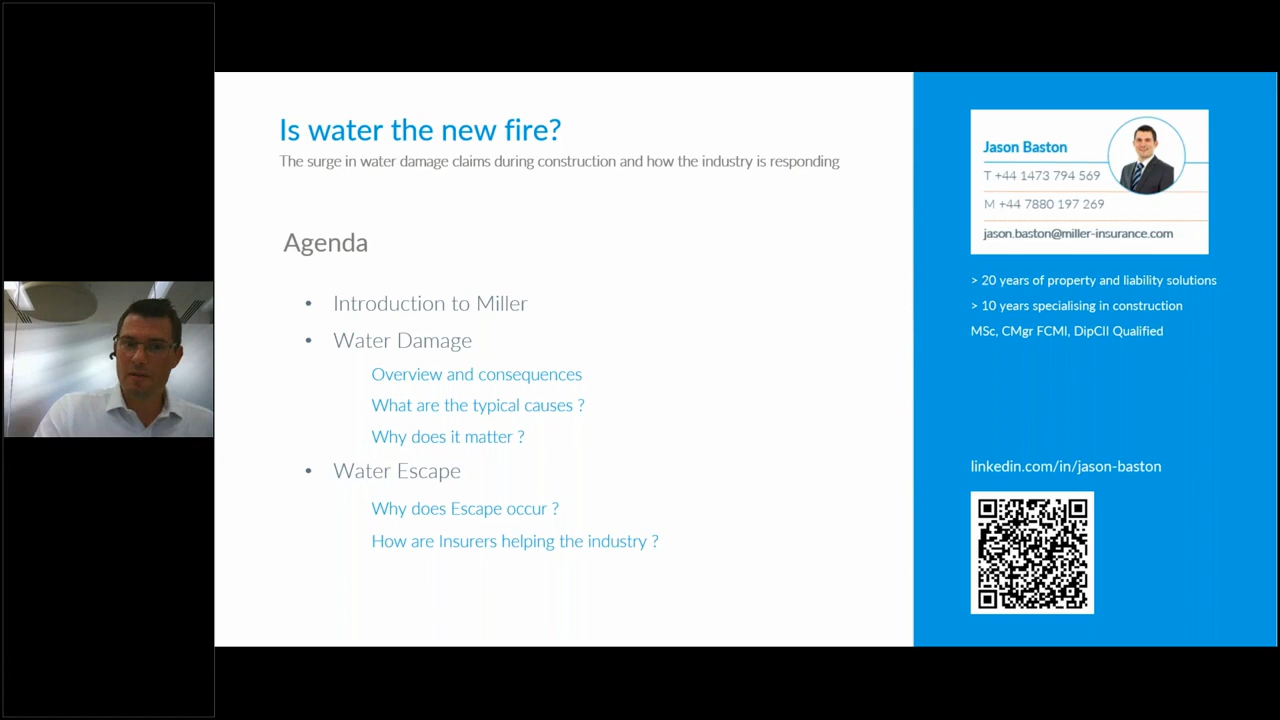 Is water the new fire?
The surge in water damage claims during construction and how the industry is responding
Agenda
• Introduction to Miller
• Water Damage
Overview and consequences
What are the typical causes ?
Why does it matter ?
• Water Escape
Why does Escape occur ?
How are Insurers helping the industry ?
Jason Baston
T +44 1473 794 569
M +44 7880 197 269
jason.baston@miller-insurance.com
> 20 years of property and liability solutions
> 10 years specialising in construction
MSc, CMgr FCMI, DipCII Qualified
linkedin.com/in/jason-baston